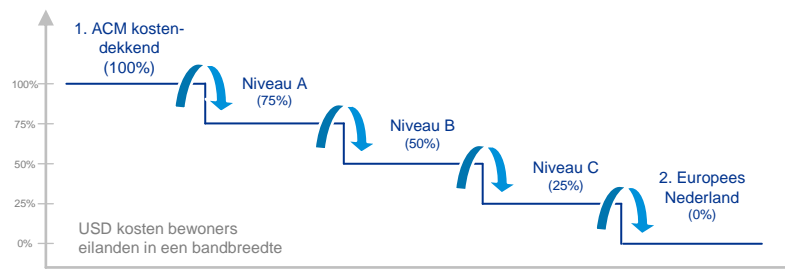 1. ACM kosten-
dekkend
(100%)
Niveau A
(75%)
Niveau B
(50%)
Niveau C
(25%)
2. Europees
Nederland
(0%)
100%
75%
50%
25%
0%
USD kosten bewoners
eilanden in een bandbreedte